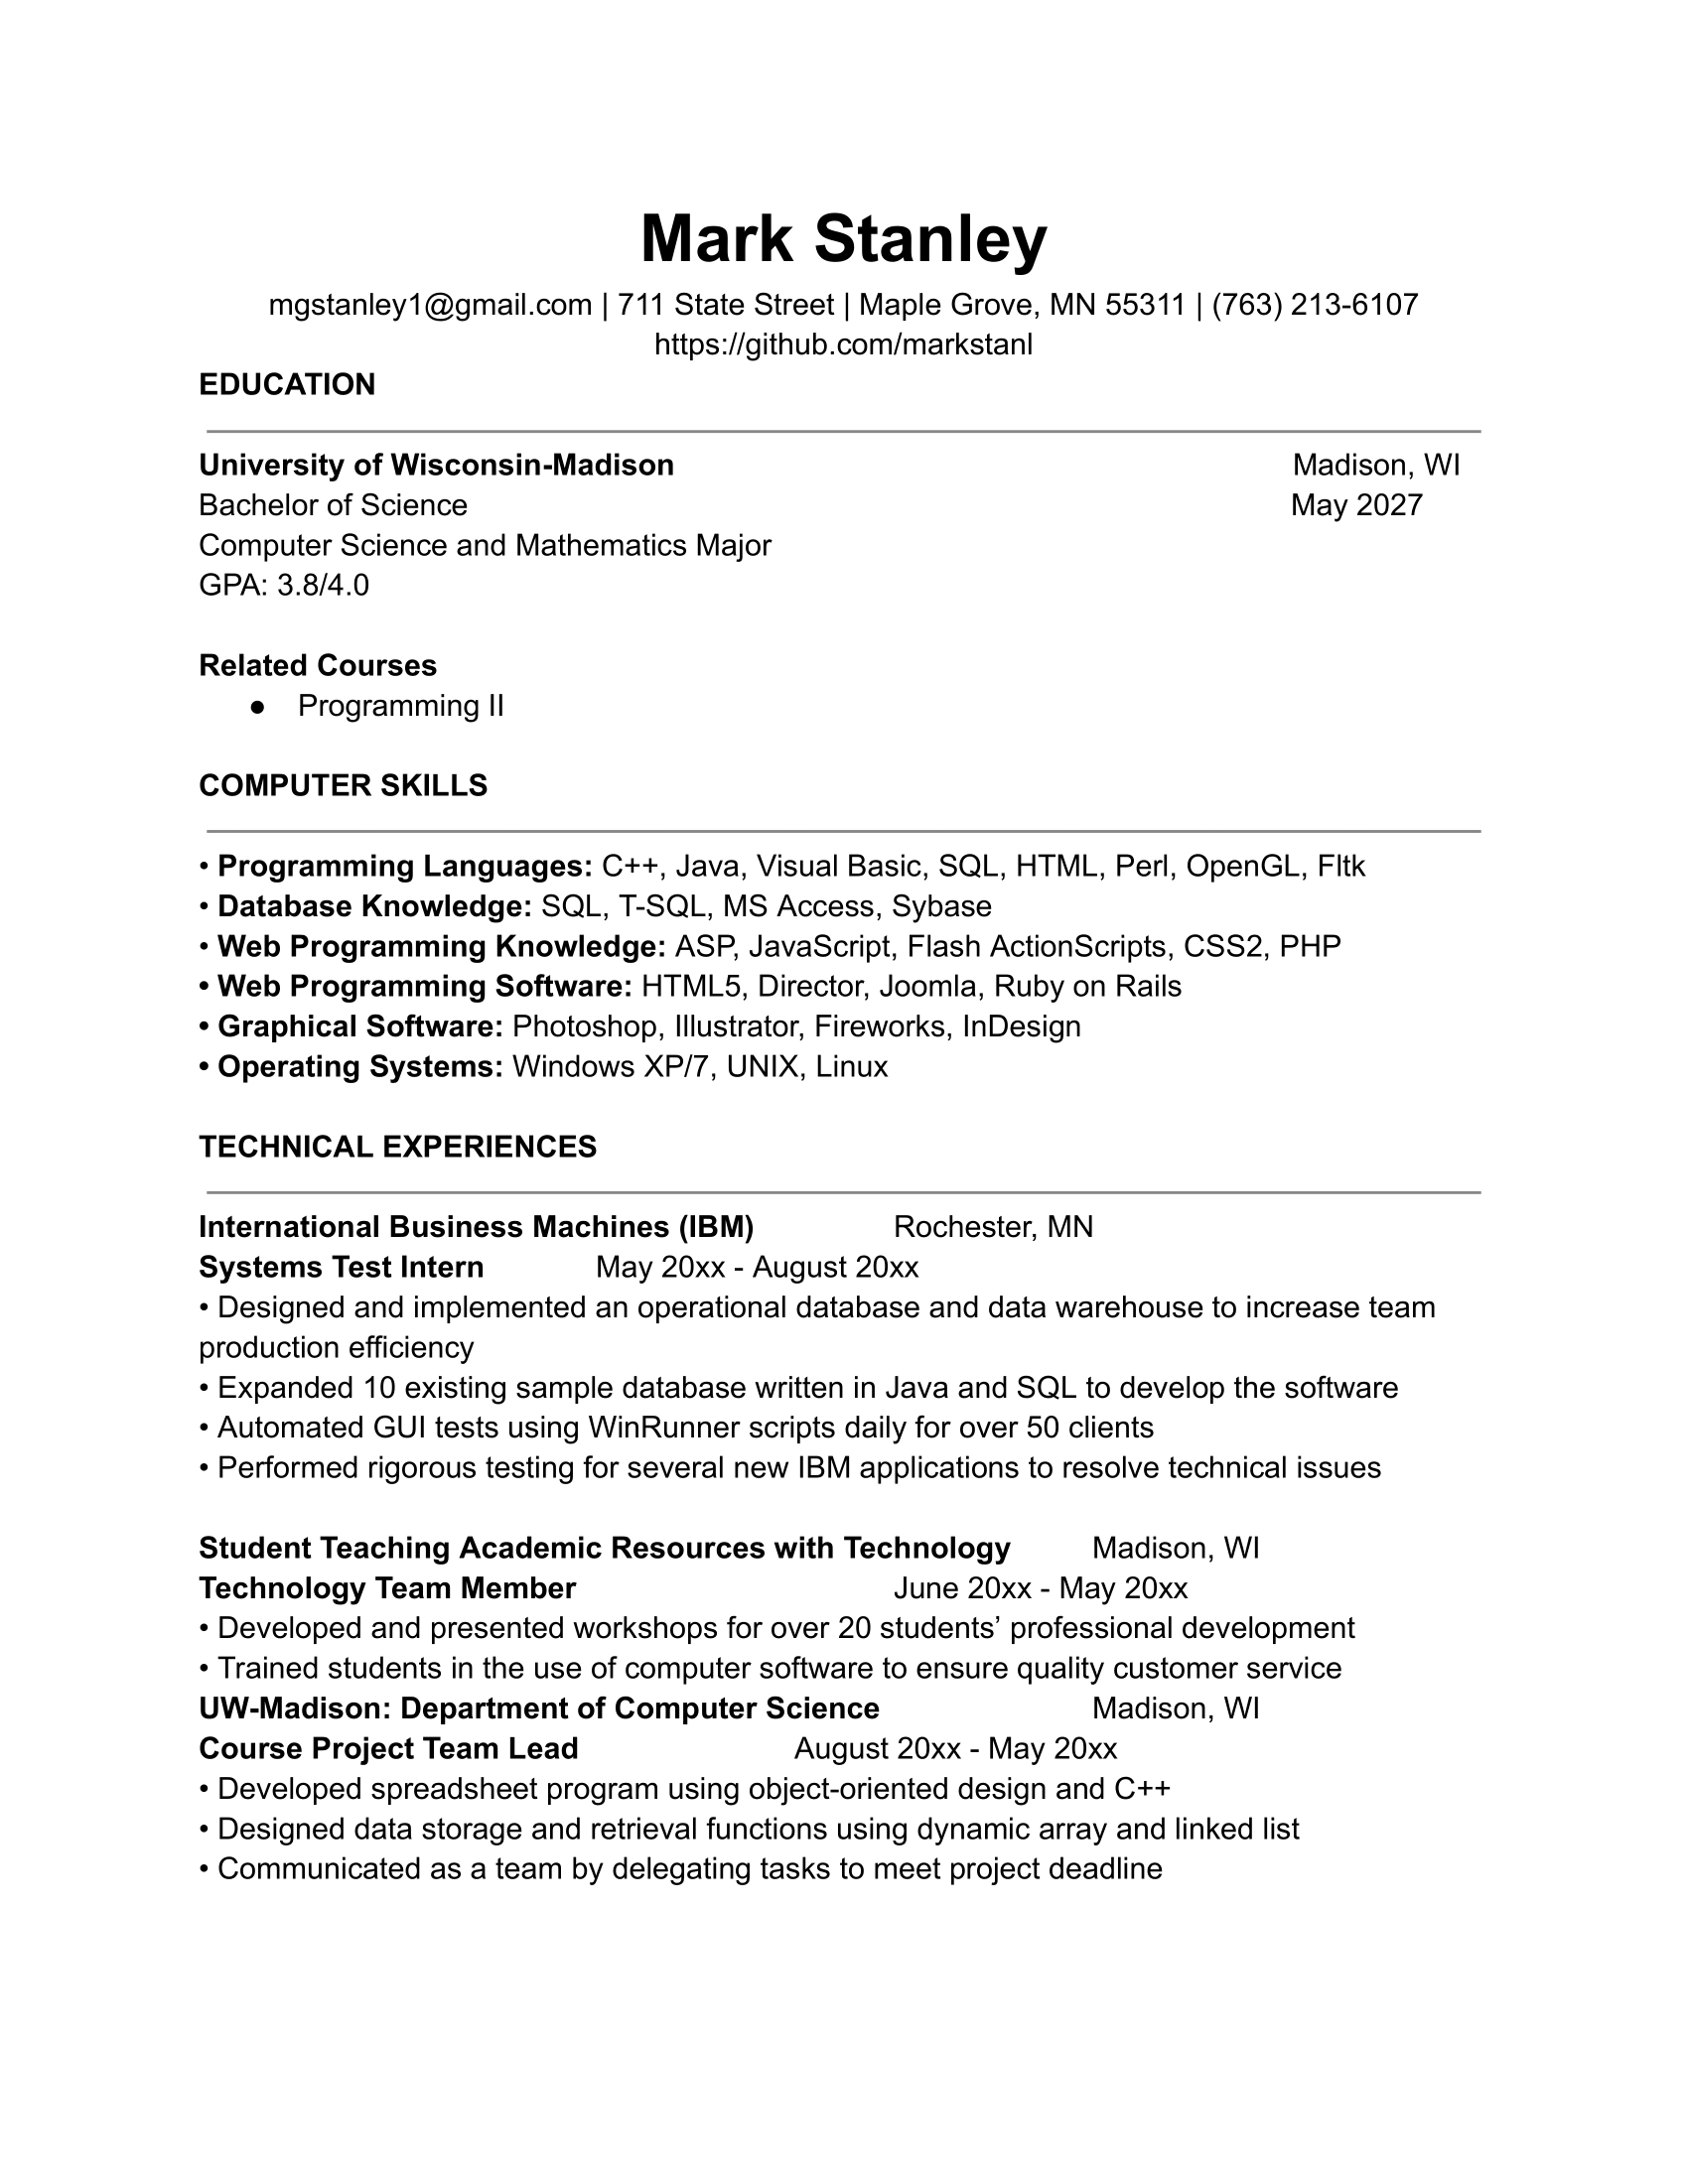 Mark Stanley
mgstanley1@gmail.com | 711 State Street | Maple Grove, MN 55311 | (763) 213-6107
https://github.com/markstanl
EDUCATION
University of Wisconsin-Madison Madison, WI
Bachelor of Science May 2027
Computer Science and Mathematics Major
GPA: 3.8/4.0
Related Courses
● Programming II
COMPUTER SKILLS
• Programming Languages: C++, Java, Visual Basic, SQL, HTML, Perl, OpenGL, Fltk
• Database Knowledge: SQL, T-SQL, MS Access, Sybase
• Web Programming Knowledge: ASP, JavaScript, Flash ActionScripts, CSS2, PHP
• Web Programming Software: HTML5, Director, Joomla, Ruby on Rails
• Graphical Software: Photoshop, Illustrator, Fireworks, InDesign
• Operating Systems: Windows XP/7, UNIX, Linux
TECHNICAL EXPERIENCES
International Business Machines (IBM) Rochester, MN
Systems Test Intern May 20xx - August 20xx
• Designed and implemented an operational database and data warehouse to increase team
production efficiency
• Expanded 10 existing sample database written in Java and SQL to develop the software
• Automated GUI tests using WinRunner scripts daily for over 50 clients
• Performed rigorous testing for several new IBM applications to resolve technical issues
Student Teaching Academic Resources with Technology Madison, WI
Technology Team Member June 20xx - May 20xx
• Developed and presented workshops for over 20 students’ professional development
• Trained students in the use of computer software to ensure quality customer service
UW-Madison: Department of Computer Science Madison, WI
Course Project Team Lead August 20xx - May 20xx
• Developed spreadsheet program using object-oriented design and C++
• Designed data storage and retrieval functions using dynamic array and linked list
• Communicated as a team by delegating tasks to meet project deadline